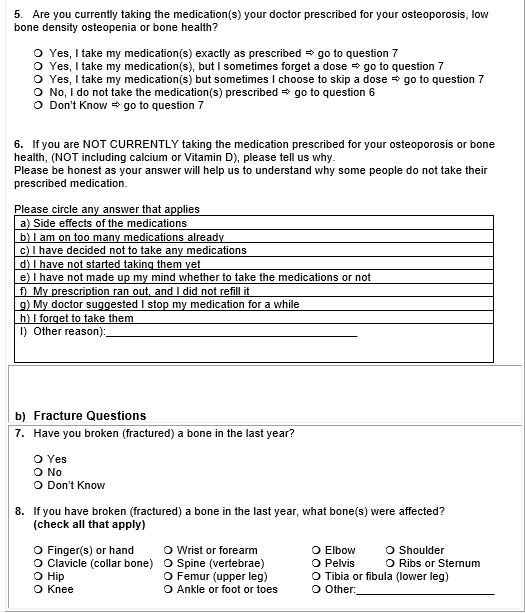 5. Are you currently taking the medication(s) your doctor prescribed for your osteoporosis, low
bone density osteopenia or bone health?
Yes, I take my medication(s) exactly as prescribed ⇨ go to question 7
Yes, I take my medication(s), but I sometimes forget a dose ⇨ go to question 7
Yes, I take my medication(s) but sometimes I choose to skip a dose ⇨ go to question 7
No, I do not take the medication(s) prescribed ⇨ go to question 6
Don't Know ⇨ go to question 7
6. If you are NOT CURRENTLY taking the medication prescribed for your osteoporosis or bone
health, (NOT including calcium or Vitamin D), please tell us why.
Please be honest as your answer will help us to understand why some people do not take their
prescribed medication.
Please circle any answer that applies
a) Side effects of the medications
b) I am on too many medications already
c) I have decided not to take any medications
d) I have not started taking them yet
e) I have not made up my mind whether to take the medications or not
f) My prescription ran out, and I did not refill it
g) My doctor suggested I stop my medication for a while
h) I forget to take them
I) Other reason):
b) Fracture Questions
7. Have you broken (fractured) a bone in the last year?
Yes
No
Don't Know
8. If you have broken (fractured) a bone in the last year, what bone(s) were affected?
(check all that apply)
Finger(s) or hand Wrist or forearm Elbow Shoulder
Clavicle (collar bone) Spine (vertebrae) Pelvis Ribs or Sternum
Hip Femur (upper leg) Tibia or fibula (lower leg)
Knee Ankle or foot or toes Other: